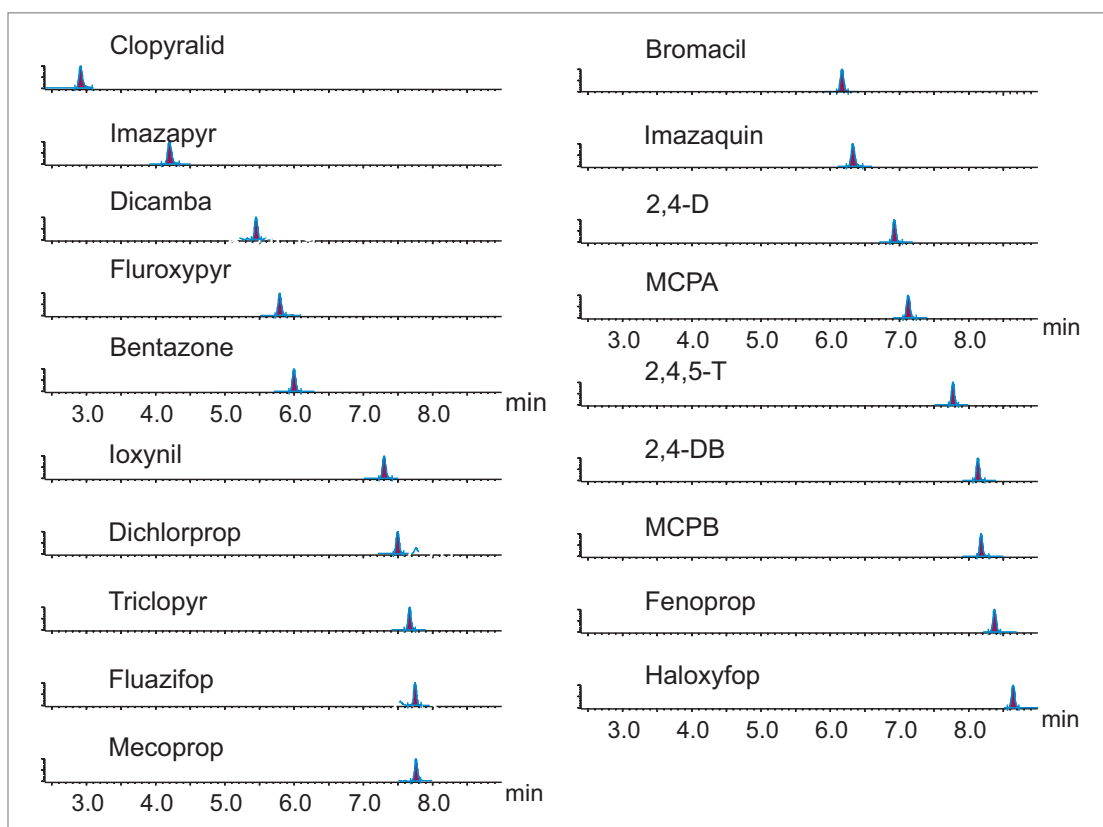 Clopyralid
Imazapyr
Dicamba
Fluroxypyr
Bentazone
3.0 4.0 5.0 6.0 7.0 8.0 min
Ioxynil
Dichlorprop
Triclopyr
Fluazifop
Mecoprop
3.0 4.0 5.0 6.0 7.0 8.0 min
Bromacil
Imazaquin
2,4-D
MCPA
3.0 4.0 5.0 6.0 7.0 8.0 min
2,4,5-T
2,4-DB
MCPB
Fenoprop
Haloxyfop
3.0 4.0 5.0 6.0 7.0 8.0 min